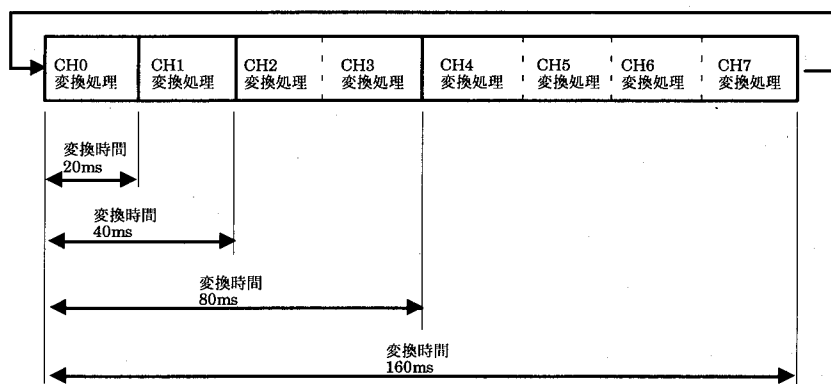 CH0
変換処理
CH1
変換処理
CH2
変換処理
CH3
変換処理
CH4
変換処理
CH5
変換処理
CH6
変換処理
CH7
変換処理
変換時間
20ms
変換時間
40ms
変換時間
80ms
変換時間
160ms